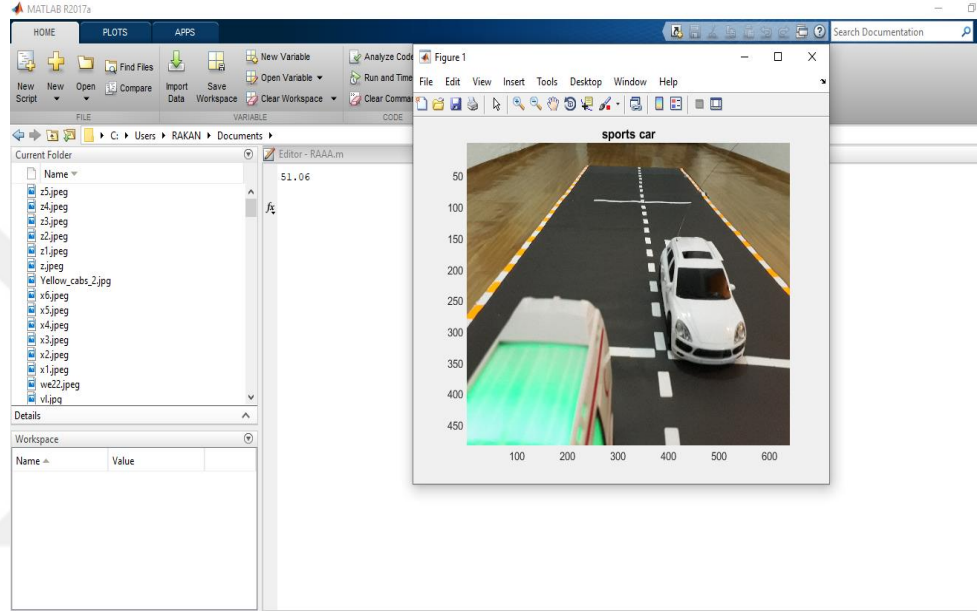 MATLAB R2017a
HOME PLOTS APPS
Search Documentation
New Script
New
Open
Find Files
Compare
Import Data
Save Workspace
New Variable
Open Variable
Clear Workspace
Analyze Code
Run and Time
Clear Comman
FILE VARIABLE CODE
C: Users RAKAN Documents
Current Folder
Name
z5.jpeg
z4.jpeg
z3.jpeg
z2.jpeg
z1.jpeg
z.jpeg
Yellow_cabs_2.jpg
x6.jpeg
x5.jpeg
x4.jpeg
x3.jpeg
x2.jpeg
x1.jpeg
we22.jpeg
vl.jpg
Details
Workspace
Name Value
Editor - RAAA.m
51.06
fx
Figure 1
File Edit View Insert Tools Desktop Window Help
sports car
50
100
150
200
250
300
350
400
450
100 200 300 400 500 600